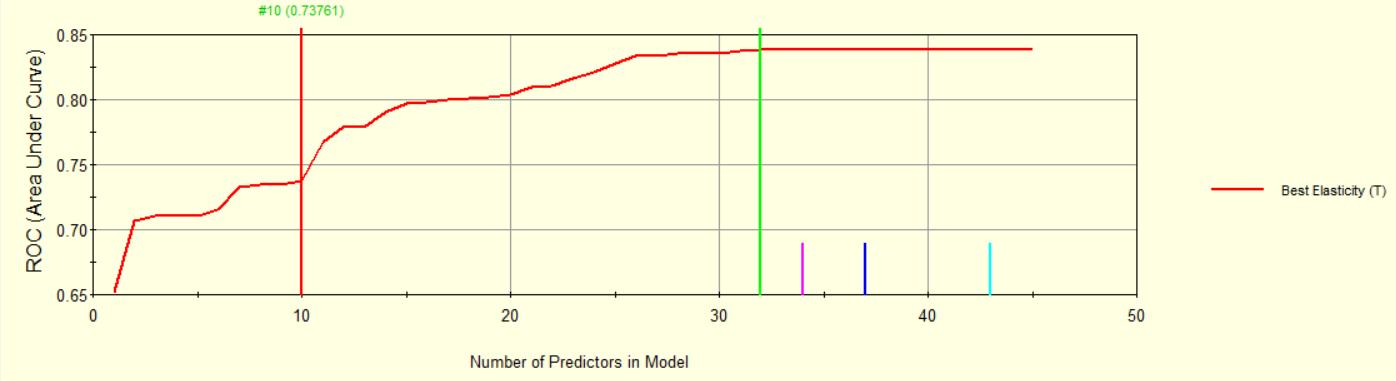 #10 (0.73761)
ROC (Area Under Curve)
0.85
0.80
0.75
0.70
0.65
0 10 20 30 40 50
Number of Predictors in Model
Best Elasticity (T)